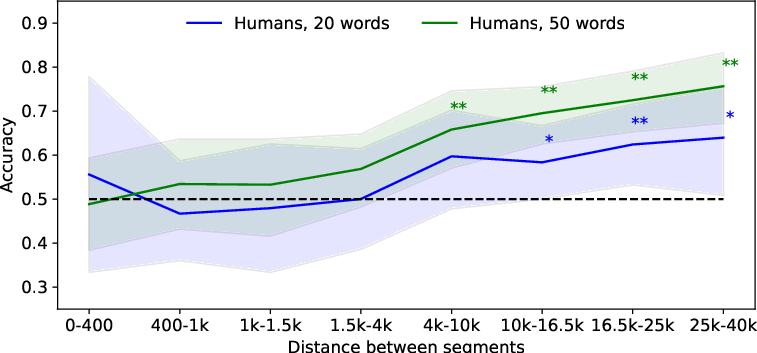 Humans, 20 words
Humans, 50 words
Accuracy
0.9
0.8
0.7
0.6
0.5
0.4
0.3
**
**
**
**
*
**
*
0-400
400-1k
1k-1.5k
1.5k-4k
4k-10k
10k-16.5k
16.5k-25k
25k-40k
Distance between segments